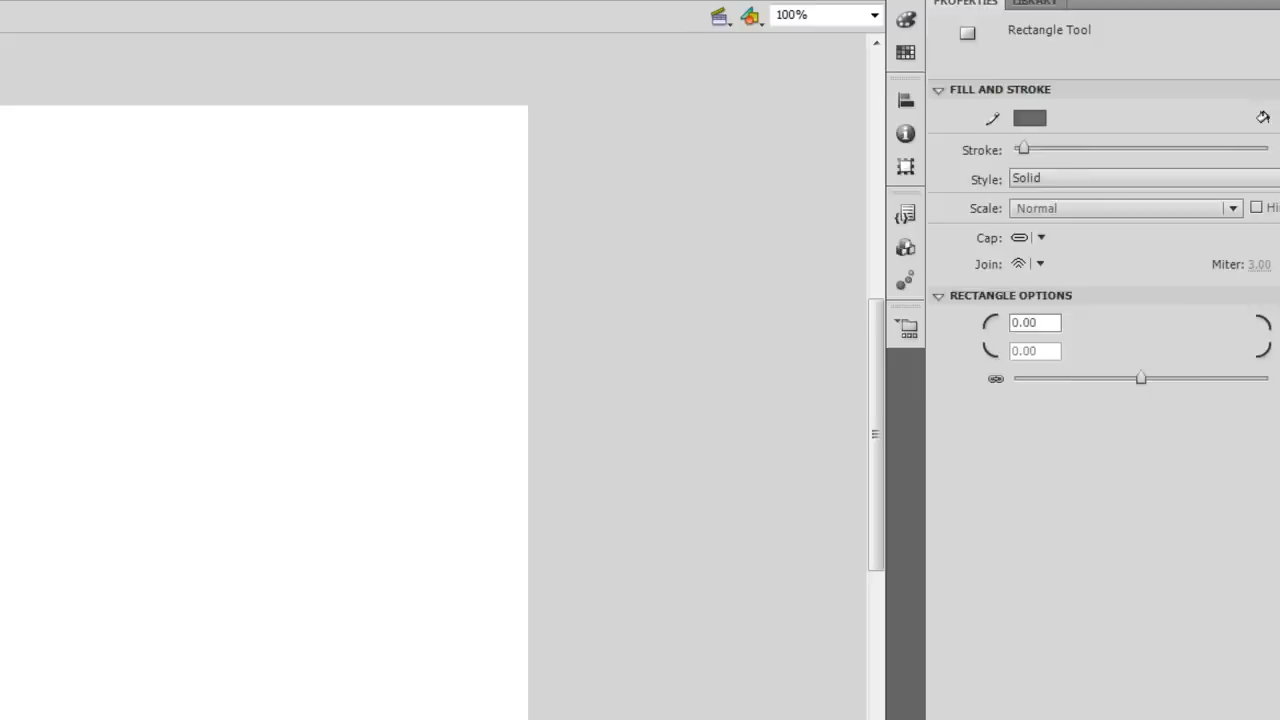 PROPERTIES LIBRARY
100%
Rectangle Tool
FILL AND STROKE
Stroke:
Style: Solid
Scale: Normal
Cap:
Join: Miter: 3.00
RECTANGLE OPTIONS
0.00
0.00